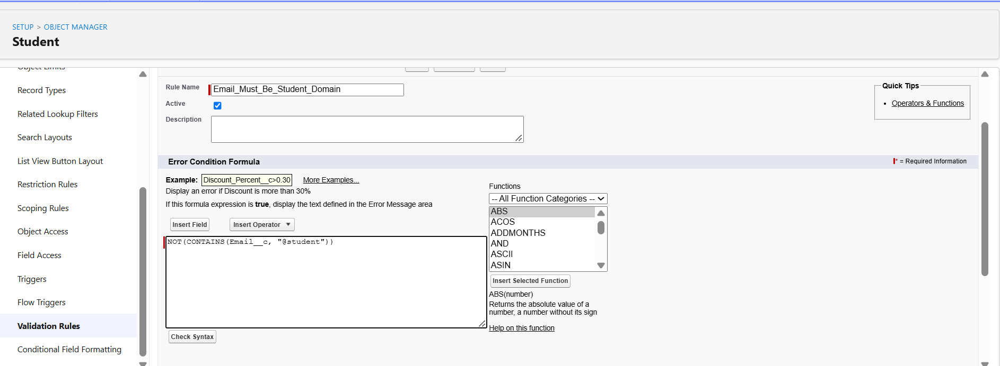 SETUP > OBJECT MANAGER
Student
Object Limits
Record Types
Related Lookup Filters
Search Layouts
List View Button Layout
Restriction Rules
Scoping Rules
Object Access
Field Access
Triggers
Flow Triggers
Validation Rules
Conditional Field Formatting
Rule Name
Email_Must_Be_Student_Domain
Active
Description
Quick Tips
• Operators & Functions
Error Condition Formula
* = Required Information
Example: Discount_Percent__c>0.30 More Examples...
Display an error if Discount is more than 30%
If this formula expression is true, display the text defined in the Error Message area
Insert Field Insert Operator
NOT(CONTAINS(Email__c, "@student"))
Check Syntax
Functions
-- All Function Categories --
ABS
ACOS
ADDMONTHS
AND
ASCII
ASIN
Insert Selected Function
ABS(number)
Returns the absolute value of a
number, a number without its sign
Help on this function